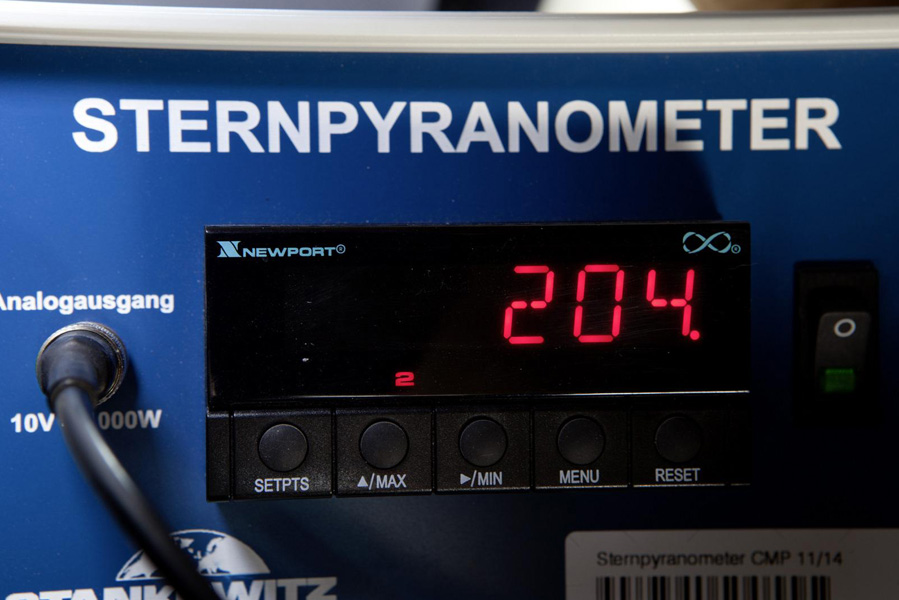 STERNPYRANOMETER
NEWPORT®
®
204.
Analogausgang
2
10V 000W
SETPTS
▲/MAX
▶/MIN
MENU
RESET
Sternpyranometer CMP 11/14